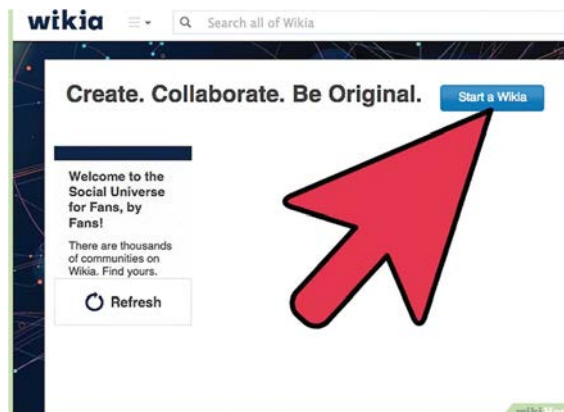 wikia
Search all of Wikia
Create. Collaborate. Be Original.
Start a Wikia
Welcome to the
Social Universe
for Fans, by
Fans!
There are thousands
of communities on
Wikia. Find yours.
Refresh